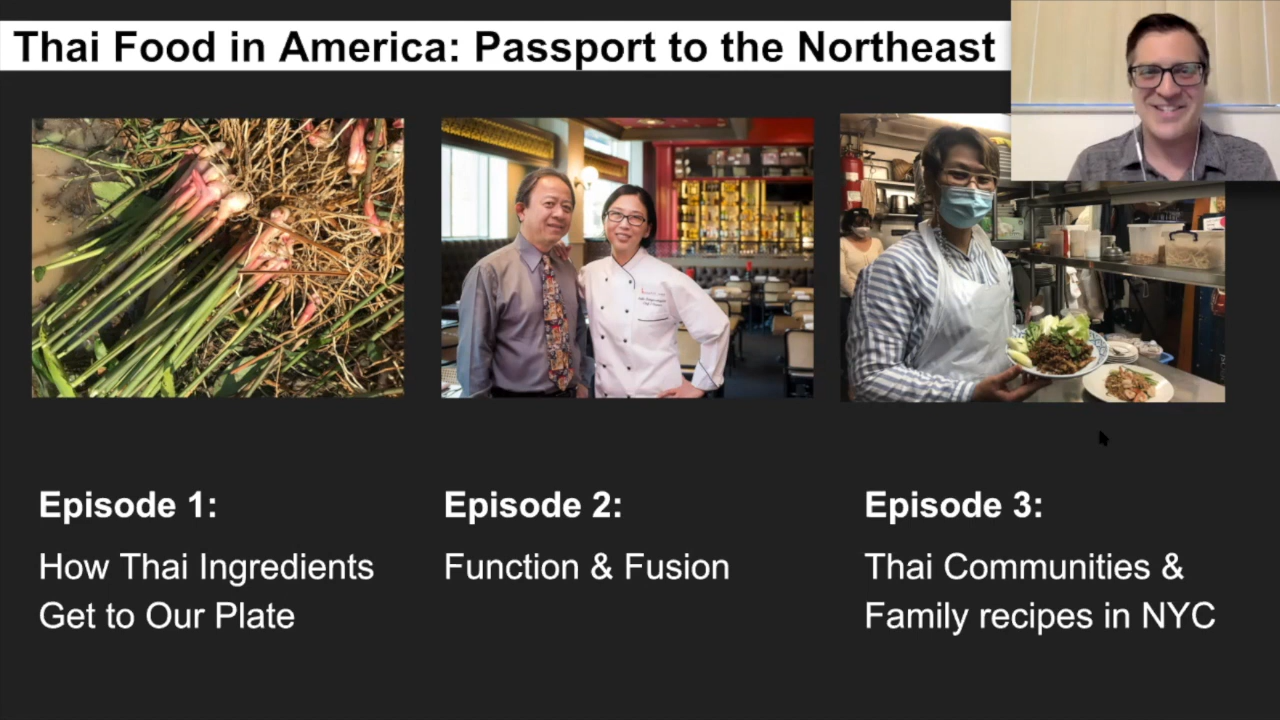 Thai Food in America: Passport to the Northeast
Episode 1:
How Thai Ingredients
Get to Our Plate
Episode 2:
Function & Fusion
Episode 3:
Thai Communities &
Family recipes in NYC